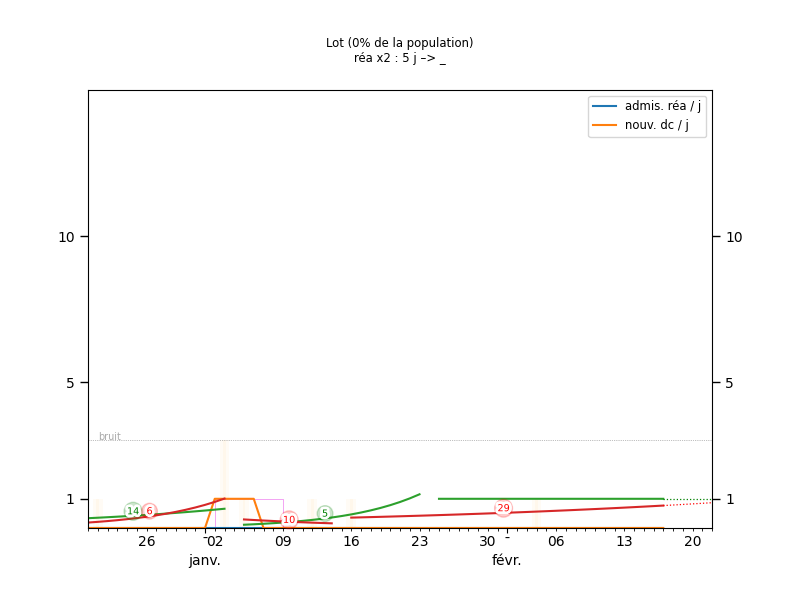 Lot (0% de la population)
réa x2 : 5 j –> _
admis. réa / j
nouv. dc / j
10 10
5 5
bruit
1 1
14 6 10 5 29
26 02 09 16 23 30 06 13 20
janv. févr.